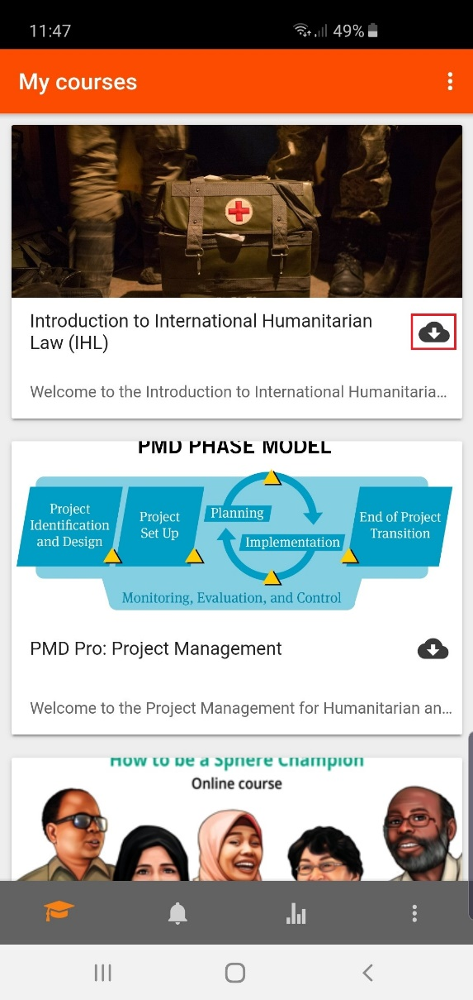 11:47
49%
My courses
Introduction to International Humanitarian
Law (IHL)
Welcome to the Introduction to International Humanitaria...
PMD PHASE MODEL
Project
Identification
and Design
Project
Set Up
Planning
Implementation
End of Project
Transition
Monitoring, Evaluation, and Control
PMD Pro: Project Management
Welcome to the Project Management for Humanitarian an...
How to be a Sphere Champion
Online course